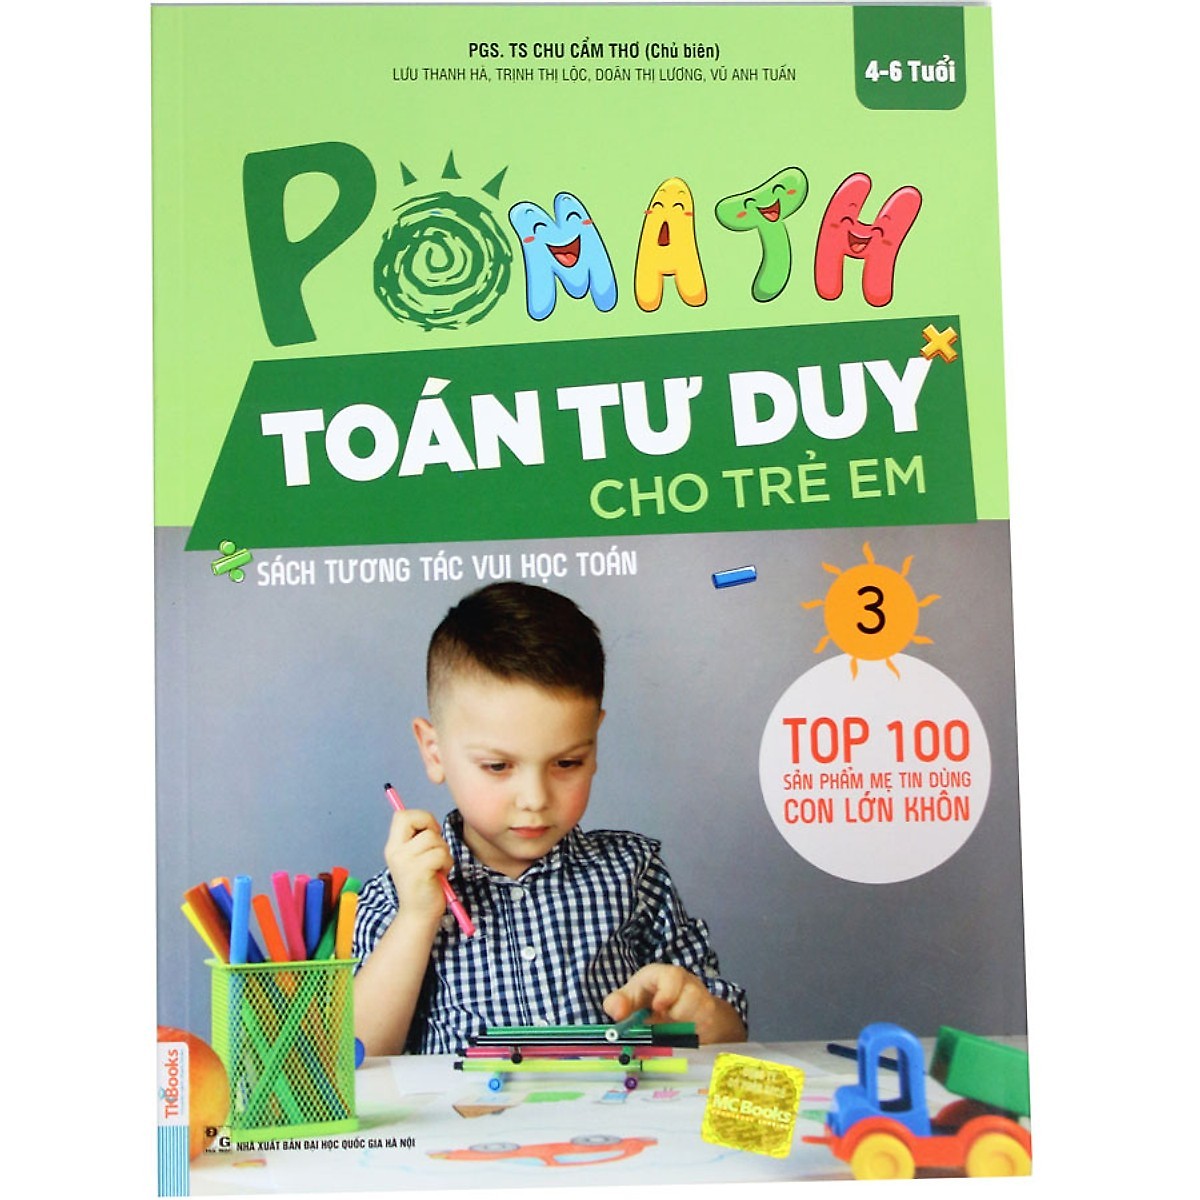 PGS. TS CHU CẨM THƠ (Chủ biên)
LƯU THANH HÀ, TRỊNH THỊ LỘC, DOÃN THỊ LƯƠNG, VŨ ANH TUẤN
4-6 Tuổi
POMATH
TOÁN TƯ DUY
CHO TRẺ EM
SÁCH TƯƠNG TÁC VUI HỌC TOÁN
3
TOP 100
SẢN PHẨM MẸ TIN DÙNG
CON LỚN KHÔN
MCBooks
TKBooks
NHÀ XUẤT BẢN ĐẠI HỌC QUỐC GIA HÀ NỘI